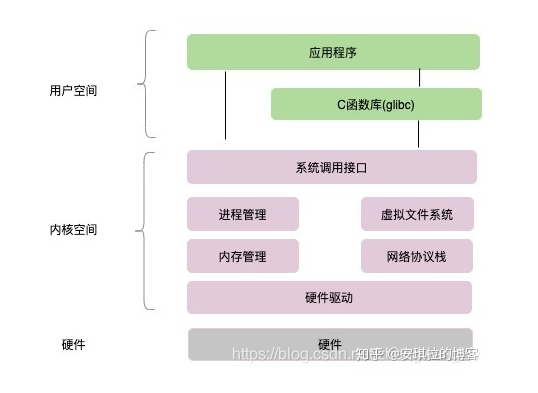 应用程序
用户空间
C函数库(glibc)
系统调用接口
进程管理 虚拟文件系统
内核空间
内存管理 网络协议栈
硬件驱动
硬件 硬件
https://blog.csdn.n
知乎 @安琪拉的博客